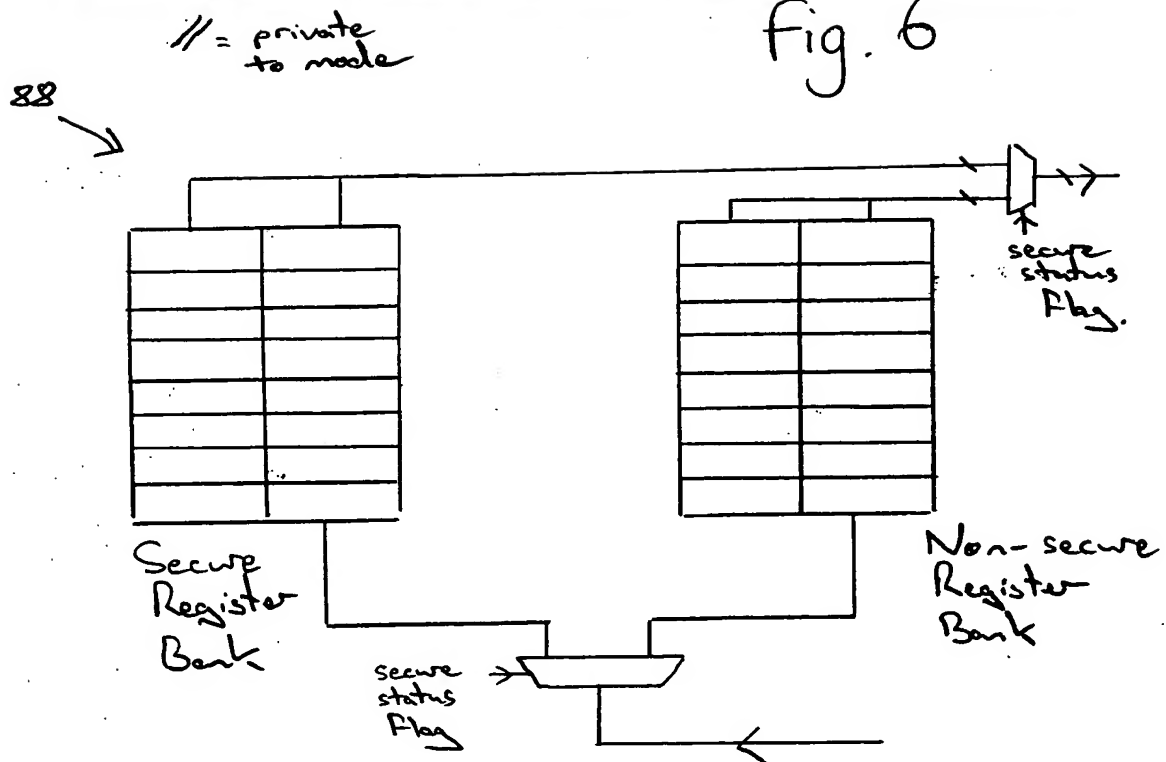 // = private
to mode
Fig. 6
88
secure
status
Flag.
Secure
Register
Bank
Non-secure
Register
Bank
secure
status
Flag